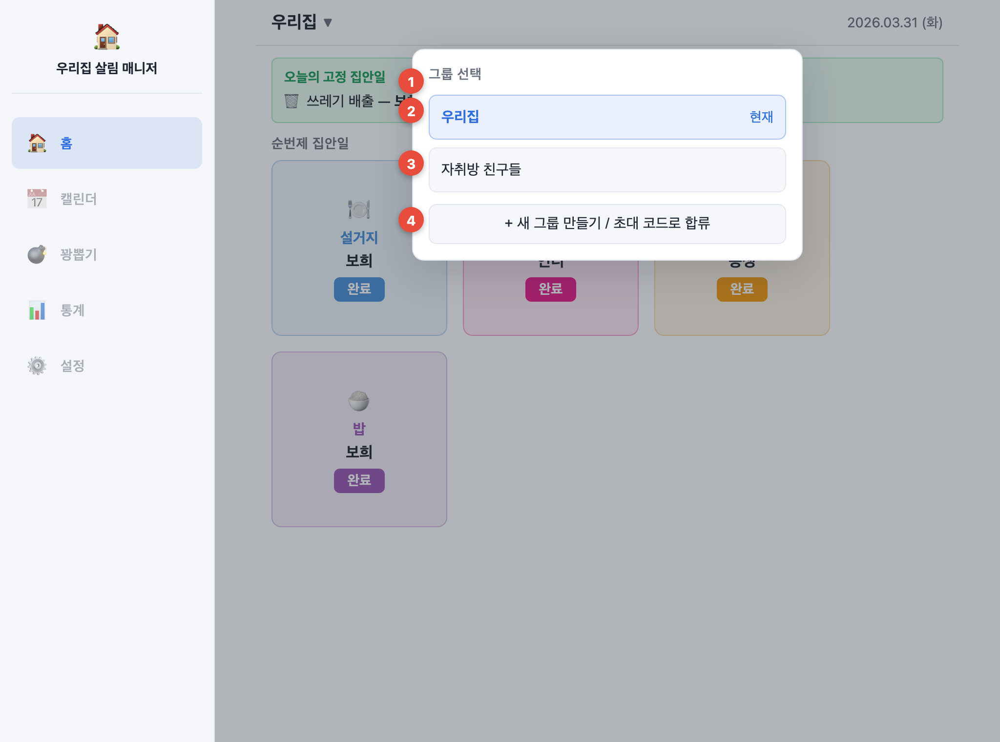 우리집 살림 매니저
홈
캘린더
JUL
17
꽝뽑기
통계
설정
우리집 ▼
2026.03.31 (화)
오늘의 고정 집안일
쓰레기 배출 —
순번제 집안일
1
그룹 선택
2
우리집
현재
3
자취방 친구들
4
+ 새 그룹 만들기 / 초대 코드로 합류
설거지
보희
완료
완료
완료
밥
보희
완료